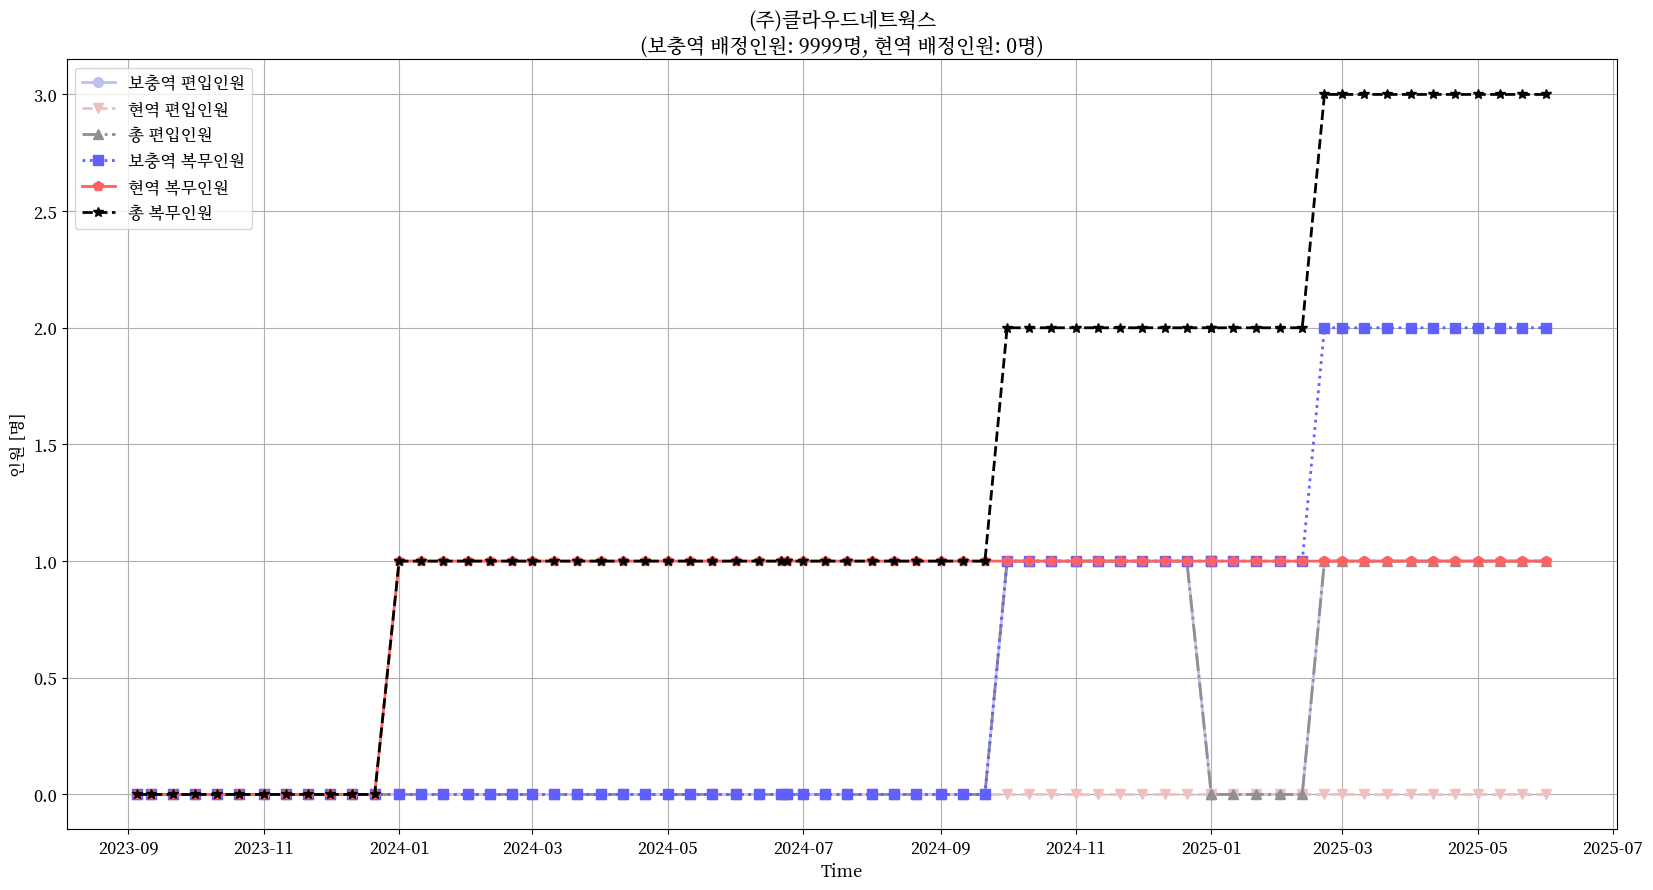 (주)클라우드네트웍스
(보충역 배정인원: 9999명, 현역 배정인원: 0명)
보충역 편입인원
현역 편입인원
총 편입인원
보충역 복무인원
현역 복무인원
총 복무인원
3.0
2.5
2.0
1.5
1.0
0.5
0.0
인원 [명]
2023-09
2023-11
2024-01
2024-03
2024-05
2024-07
2024-09
2024-11
2025-01
2025-03
2025-05
2025-07
Time